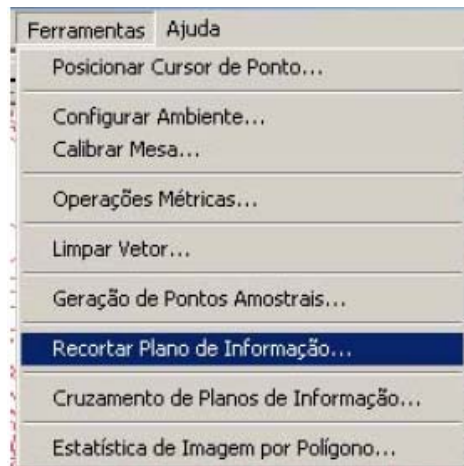 Ferramentas Ajuda
Posicionar Cursor de Ponto...
Configurar Ambiente...
Calibrar Mesa...
Operações Métricas...
Limpar Vetor...
Geração de Pontos Amostrais...
Recortar Plano de Informação...
Cruzamento de Planos de Informação...
Estatística de Imagem por Polígono...